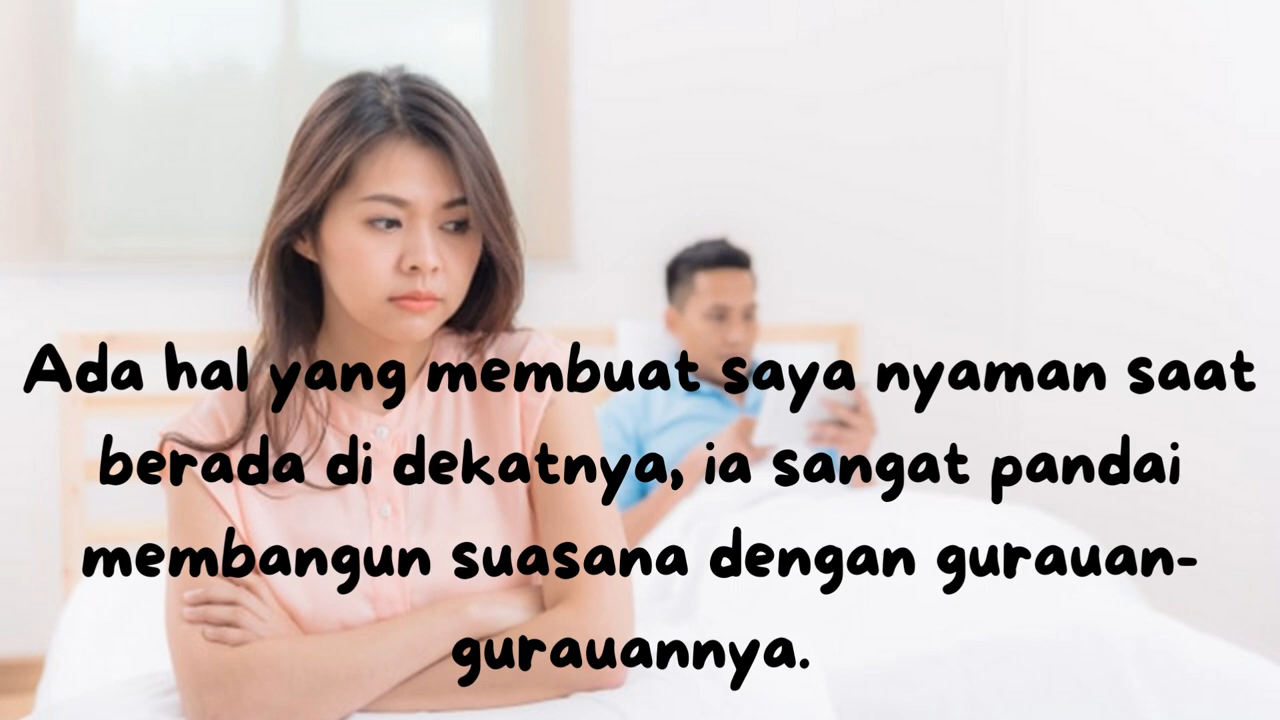 Ada hal yang membuat saya nyaman saat
berada di dekatnya, ia sangat pandai
membangun suasana dengan gurauan-
gurauannya.